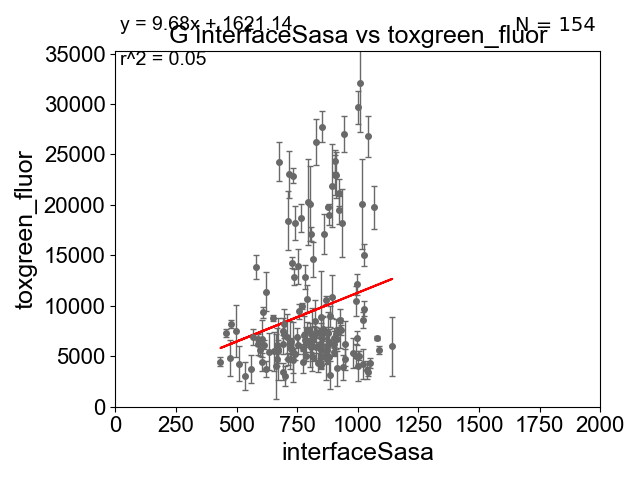 y = 9.68x + 1621.14
N = 154
G InterfaceSasa vs toxgreen_fluor
r^2 = 0.05
35000
30000
25000
20000
15000
10000
5000
0
toxgreen_fluor
0 250 500 750 1000 1250 1500 1750 2000
interfaceSasa